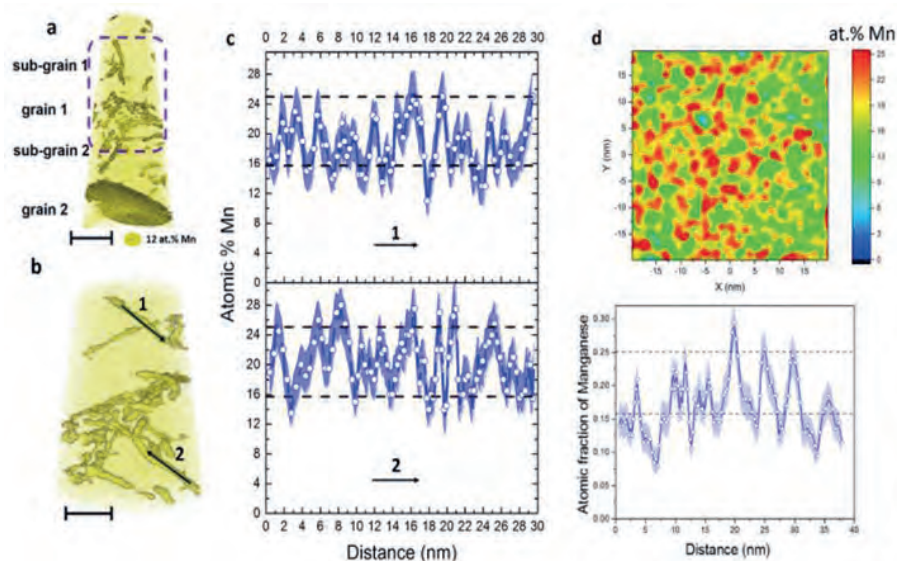 a
sub-grain 1
grain 1
sub-grain 2
grain 2
12 at.% Mn
b
1
2
c
0 2 4 6 8 10 12 14 16 18 20 22 24 26 28 30
Atomic % Mn
31
28
24
20
16
12
8
4
0
1
31
28
24
20
16
12
8
4
0
2
0 2 4 6 8 10 12 14 16 18 20 22 24 26 28 30
Distance (nm)
d
at.% Mn
15
10
5
0
-5
-10
-15
Y (nm)
-15 -10 -5 0 5 10 15
X (nm)
25
22
18
16
13
9
6
3
0
Atomic fraction of Manganese
0.30
0.25
0.20
0.15
0.10
0.05
0.00
0 5 10 15 20 25 30 35 40
Distance (nm)